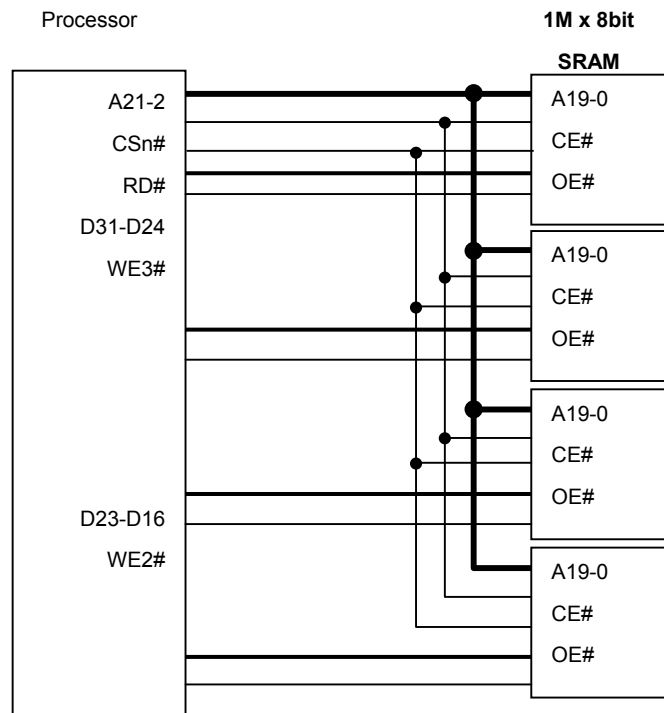 Processor
1M x 8bit
SRAM
A21-2
CSn#
RD#
D31-D24
WE3#
D23-D16
WE2#
A19-0
CE#
OE#
A19-0
CE#
OE#
A19-0
CE#
OE#
A19-0
CE#
OE#